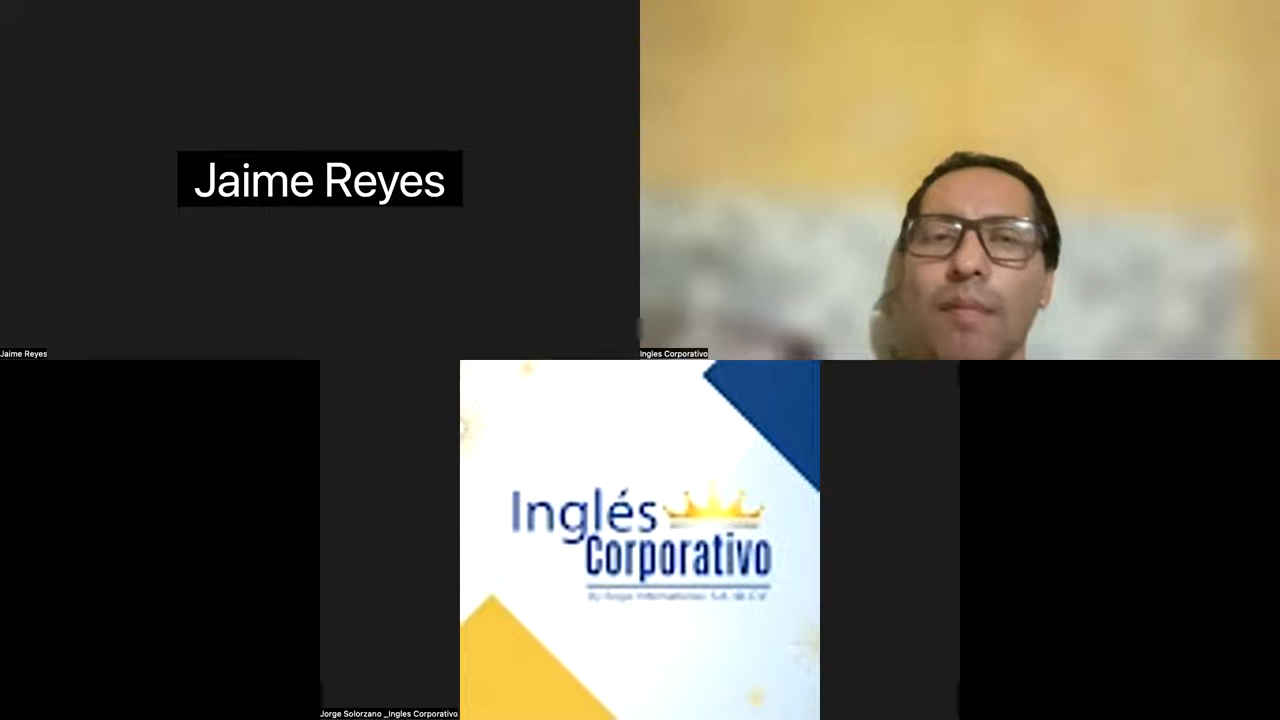 Jaime Reyes
Jaime Reyes
Ingles Corporativo
Inglés
Corporativo
Jorge Solorzano _Ingles Corporativo